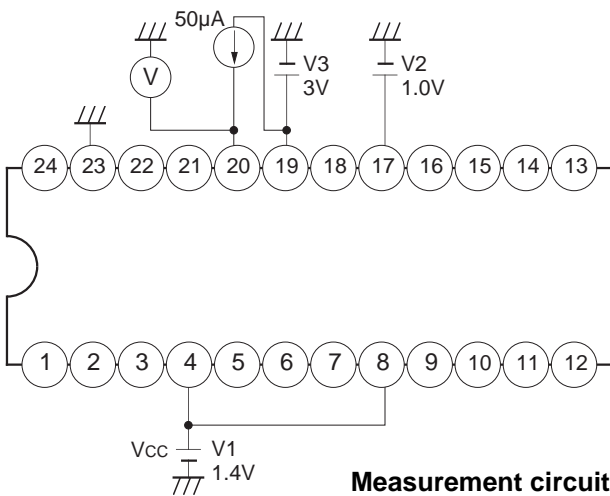 50µA
V
V3
3V
V2
1.0V
24 23 22 21 20 19 18 17 16 15 14 13
1 2 3 4 5 6 7 8 9 10 11 12
VCC V1
1.4V
Measurement circuit